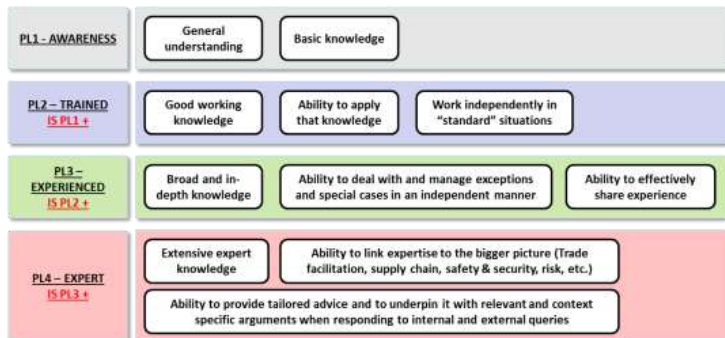 PL1 - AWARENESS
General
understanding
Basic knowledge
PL2 – TRAINED
IS PL1 +
Good working
knowledge
Ability to apply
that knowledge
Work independently in
“standard” situations
PL3 –
EXPERIENCED
IS PL2 +
Broad and in-
depth knowledge
Ability to deal with and manage exceptions
and special cases in an independent manner
Ability to effectively
share experience
PL4 – EXPERT
IS PL3 +
Extensive expert
knowledge
Ability to link expertise to the bigger picture (Trade
facilitation, supply chain, safety & security, risk, etc.)
Ability to provide tailored advice and to underpin it with relevant and context
specific arguments when responding to internal and external queries